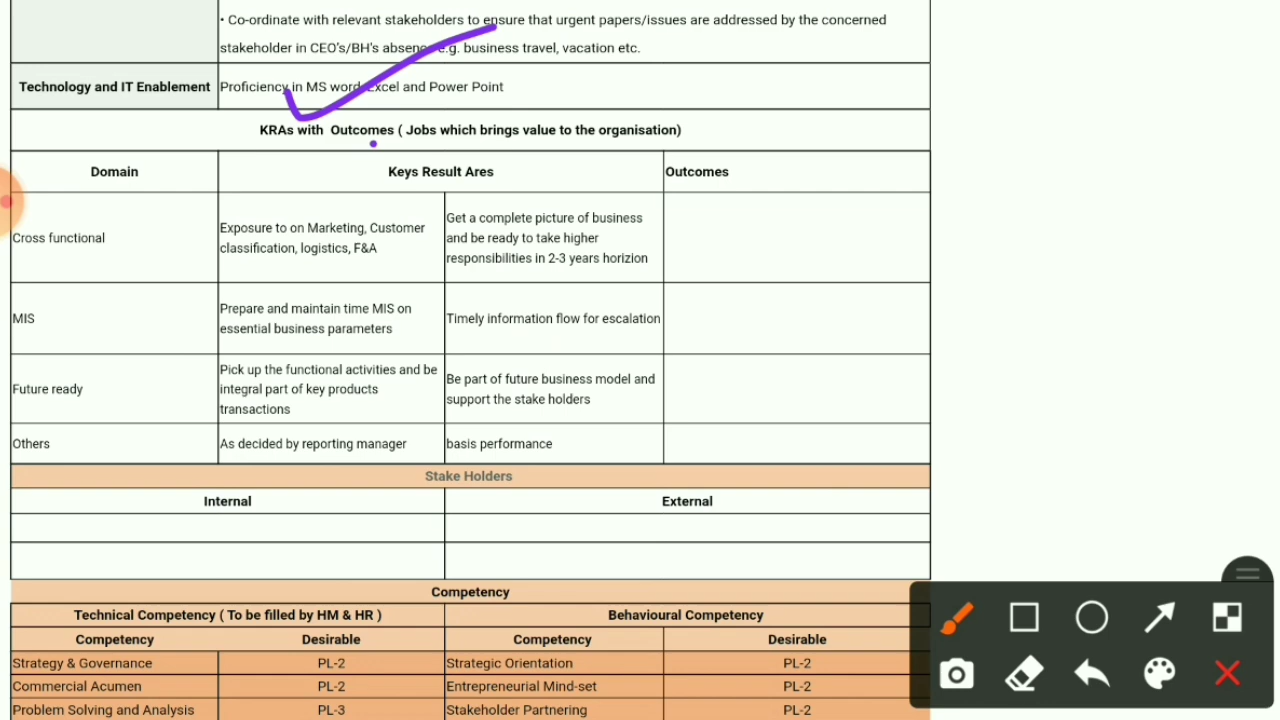 • Co-ordinate with relevant stakeholders to ensure that urgent papers/issues are addressed by the concerned
stakeholder in CEO's/BH's absence e.g. business travel, vacation etc.
Technology and IT Enablement Proficiency in MS word, Excel and Power Point
KRAs with Outcomes ( Jobs which brings value to the organisation)
Domain Keys Result Ares Outcomes
Cross functional
Exposure to on Marketing, Customer
classification, logistics, F&A
Get a complete picture of business
and be ready to take higher
responsibilities in 2-3 years horizion
MIS
Prepare and maintain time MIS on
essential business parameters
Timely information flow for escalation
Future ready
Pick up the functional activities and be
integral part of key products
transactions
Be part of future business model and
support the stake holders
Others As decided by reporting manager basis performance
Stake Holders
Internal External
Competency
Technical Competency ( To be filled by HM & HR ) Behavioural Competency
Competency Desirable Competency Desirable
Strategy & Governance PL-2 Strategic Orientation PL-2
Commercial Acumen PL-2 Entrepreneurial Mind-set PL-2
Problem Solving and Analysis PL-3 Stakeholder Partnering PL-2